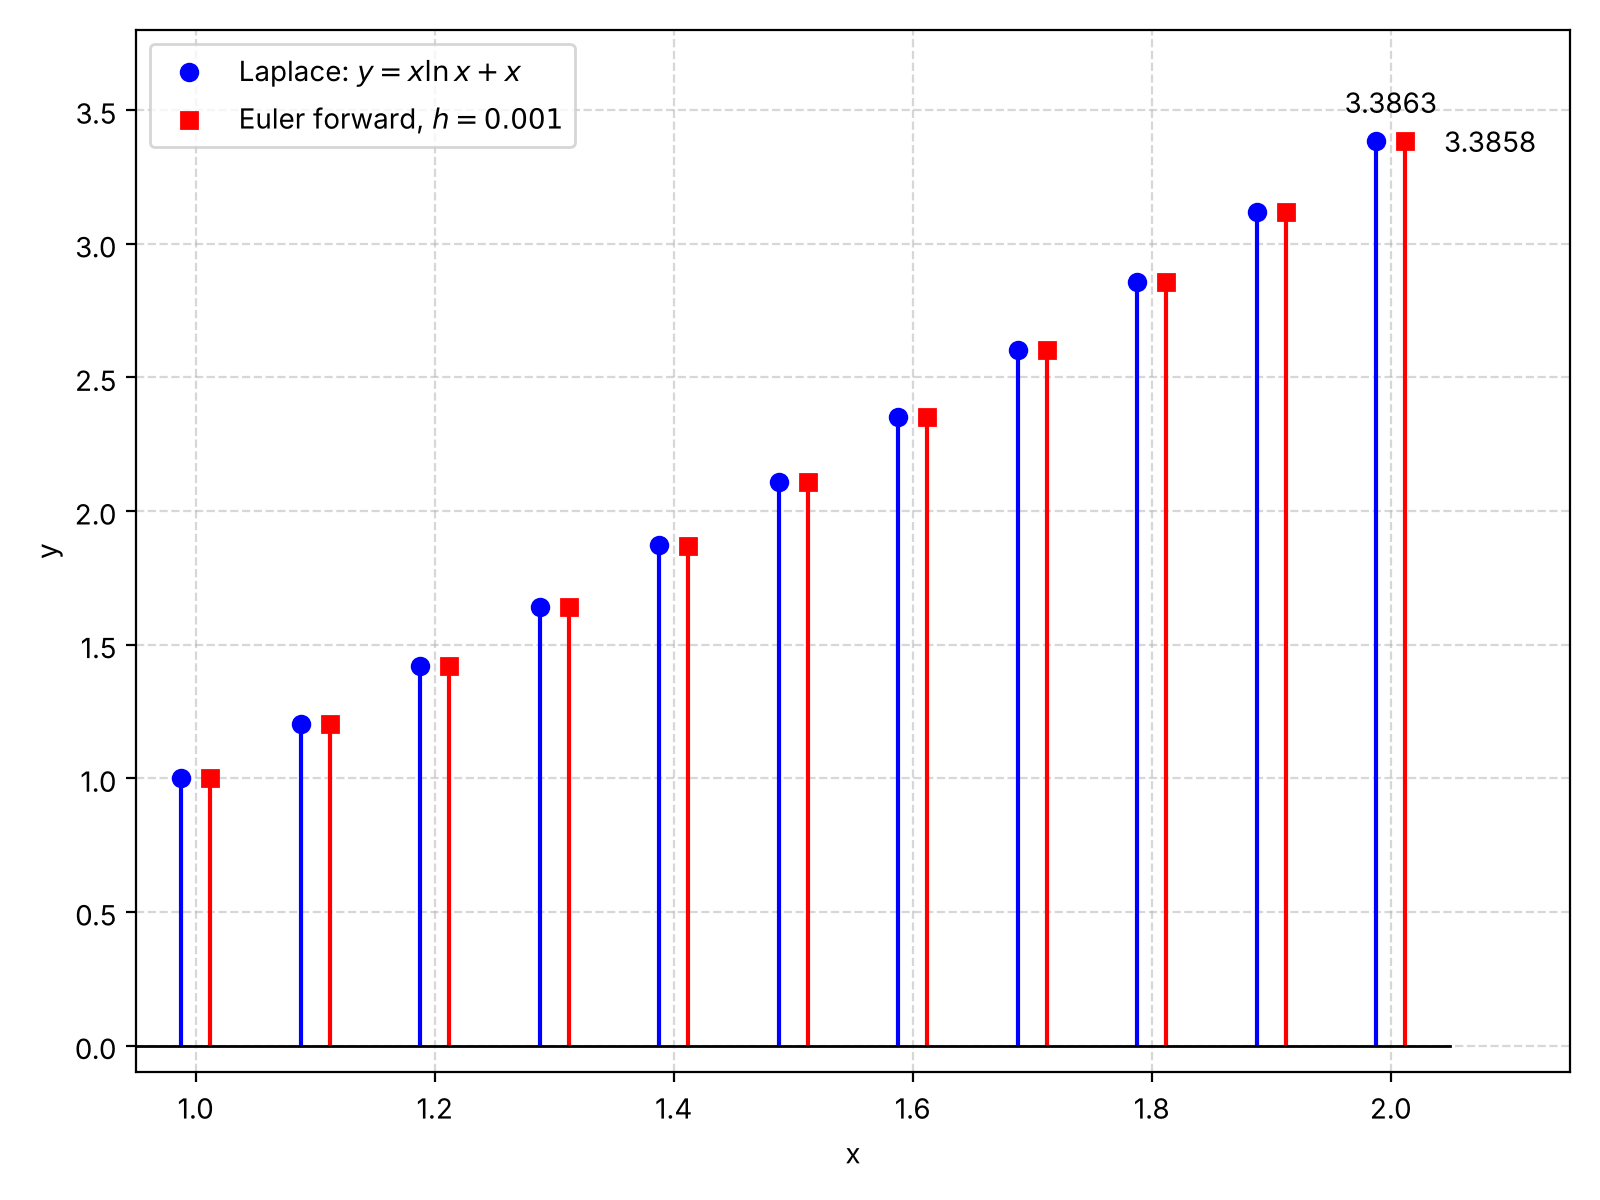 Laplace: y = x ln x + x
Euler forward, h = 0.001
3.3863
3.3858
3.5
3.0
2.5
2.0
1.5
1.0
0.5
0.0
y
1.0 1.2 1.4 1.6 1.8 2.0
x